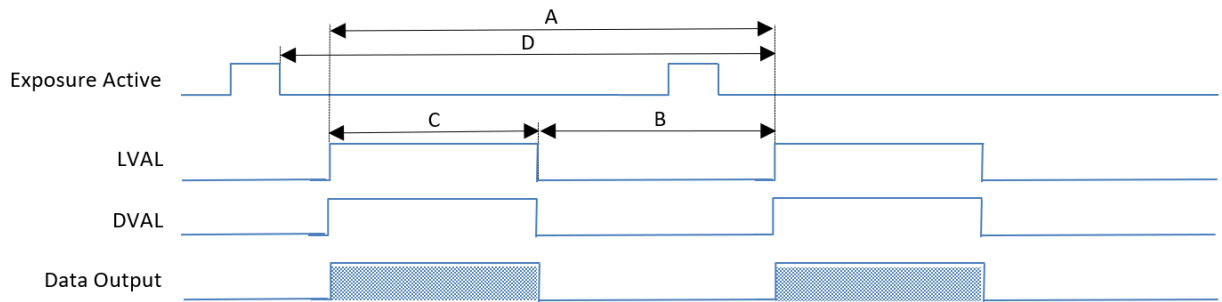 A
D
Exposure Active
C
B
LVAL
DVAL
Data Output